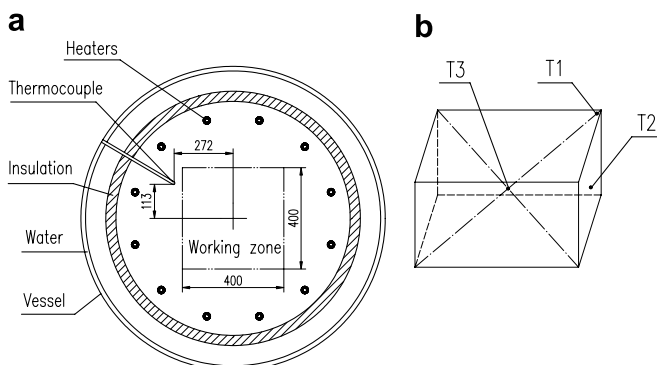 a
b
Heaters
Thermocouple
Insulation
Water
Vessel
272
113
400
Working zone
400
T3
T1
T2